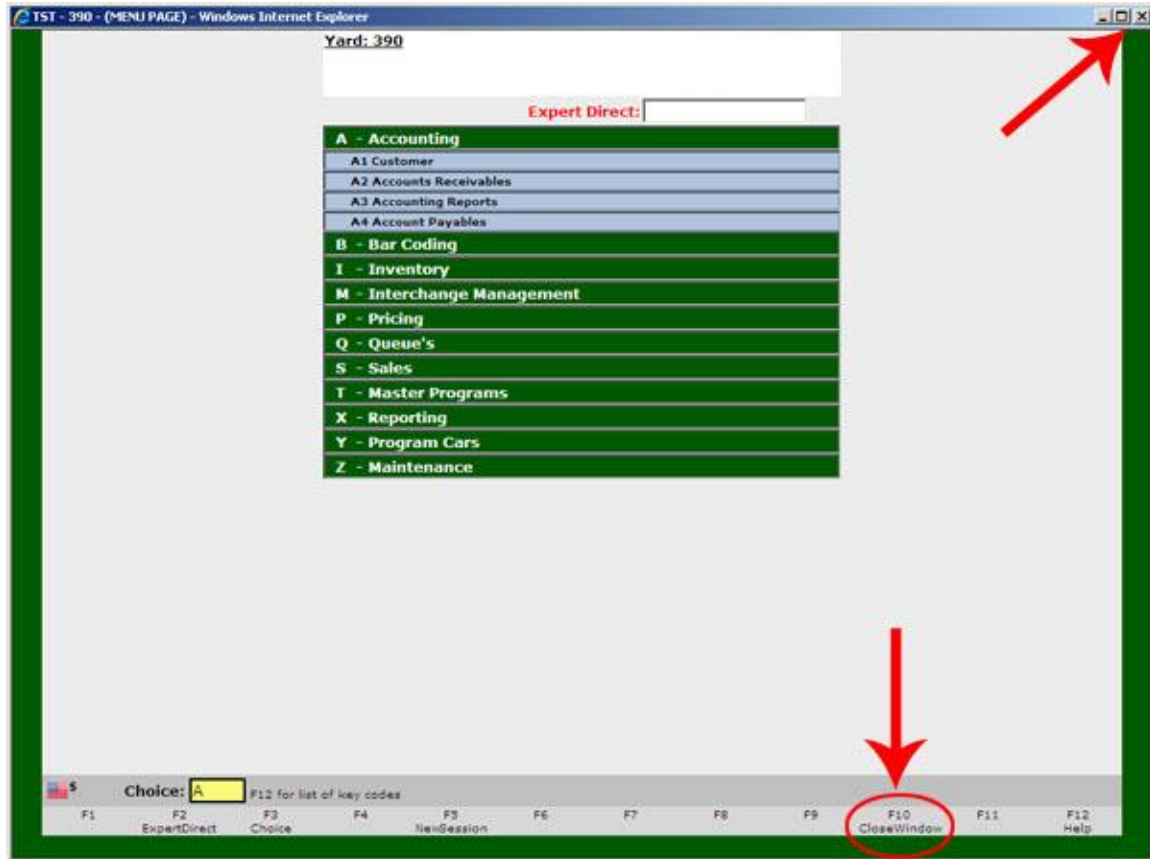 TST - 390 - (MENU PAGE) - Windows Internet Explorer
Yard: 390
Expert Direct:
A - Accounting
A1 Customer
A2 Accounts Receivables
A3 Accounting Reports
A4 Account Payables
B - Bar Coding
I - Inventory
M - Interchange Management
P - Pricing
Q - Queue's
S - Sales
T - Master Programs
X - Reporting
Y - Program Cars
Z - Maintenance
$ Choice: A F12 for list of key codes
F1 F2 F3 F4 F5 F6 F7 F8 F9 F10 F11 F12
ExpertDirect Choice NewSession CloseWindow Help